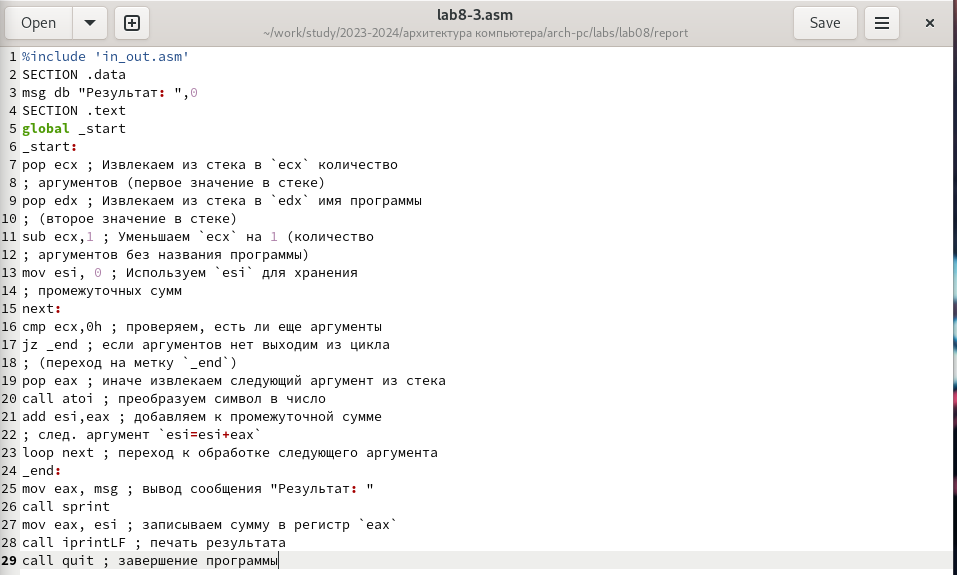 Open
lab8-3.asm
~/work/study/2023-2024/архитектура компьютера/arch-pc/labs/lab08/report
Save
1 %include 'in_out.asm'
2 SECTION .data
3 msg db "Результат: ",0
4 SECTION .text
5 global _start
6 _start:
7 pop ecx ; Извлекаем из стека в `ecx` количество
8 ; аргументов (первое значение в стеке)
9 pop edx ; Извлекаем из стека в `edx` имя программы
10 ; (второе значение в стеке)
11 sub ecx,1 ; Уменьшаем `ecx` на 1 (количество
12 ; аргументов без названия программы)
13 mov esi, 0 ; Используем `esi` для хранения
14 ; промежуточных сумм
15 next:
16 cmp ecx,0h ; проверяем, есть ли еще аргументы
17 jz _end ; если аргументов нет выходим из цикла
18 ; (переход на метку `_end`)
19 pop eax ; иначе извлекаем следующий аргумент из стека
20 call atoi ; преобразуем символ в число
21 add esi,eax ; добавляем к промежуточной сумме
22 ; след. аргумент `esi=esi+eax`
23 loop next ; переход к обработке следующего аргумента
24 _end:
25 mov eax, msg ; вывод сообщения "Результат: "
26 call sprint
27 mov eax, esi ; записываем сумму в регистр `eax`
28 call iprintLF ; печать результата
29 call quit ; завершение программы